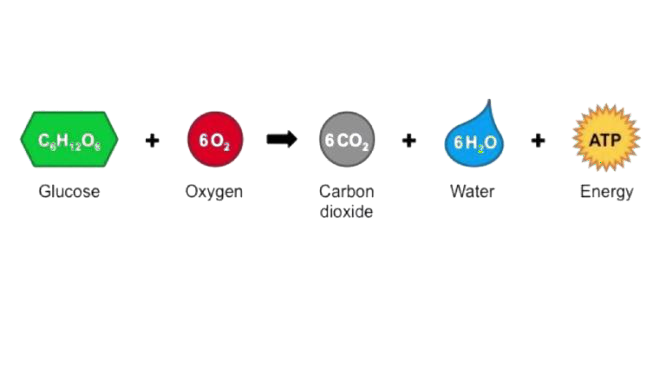 C₆H₁₂O₆ + 6O₂ → 6CO₂ + 6H₂O + ATP
Glucose Oxygen Carbon dioxide Water Energy